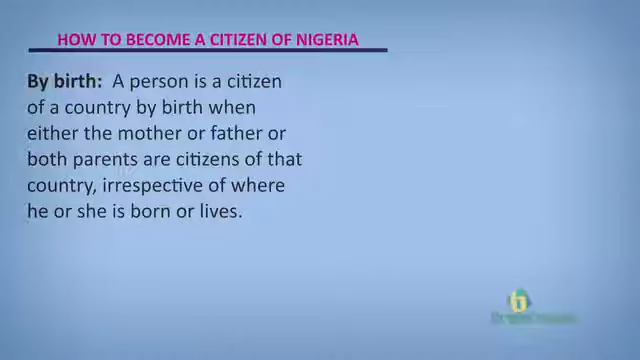 HOW TO BECOME A CITIZEN OF NIGERIA
By birth: A person is a citizen
of a country by birth when
either the mother or father or
both parents are citizens of that
country, irrespective of where
he or she is born or lives.